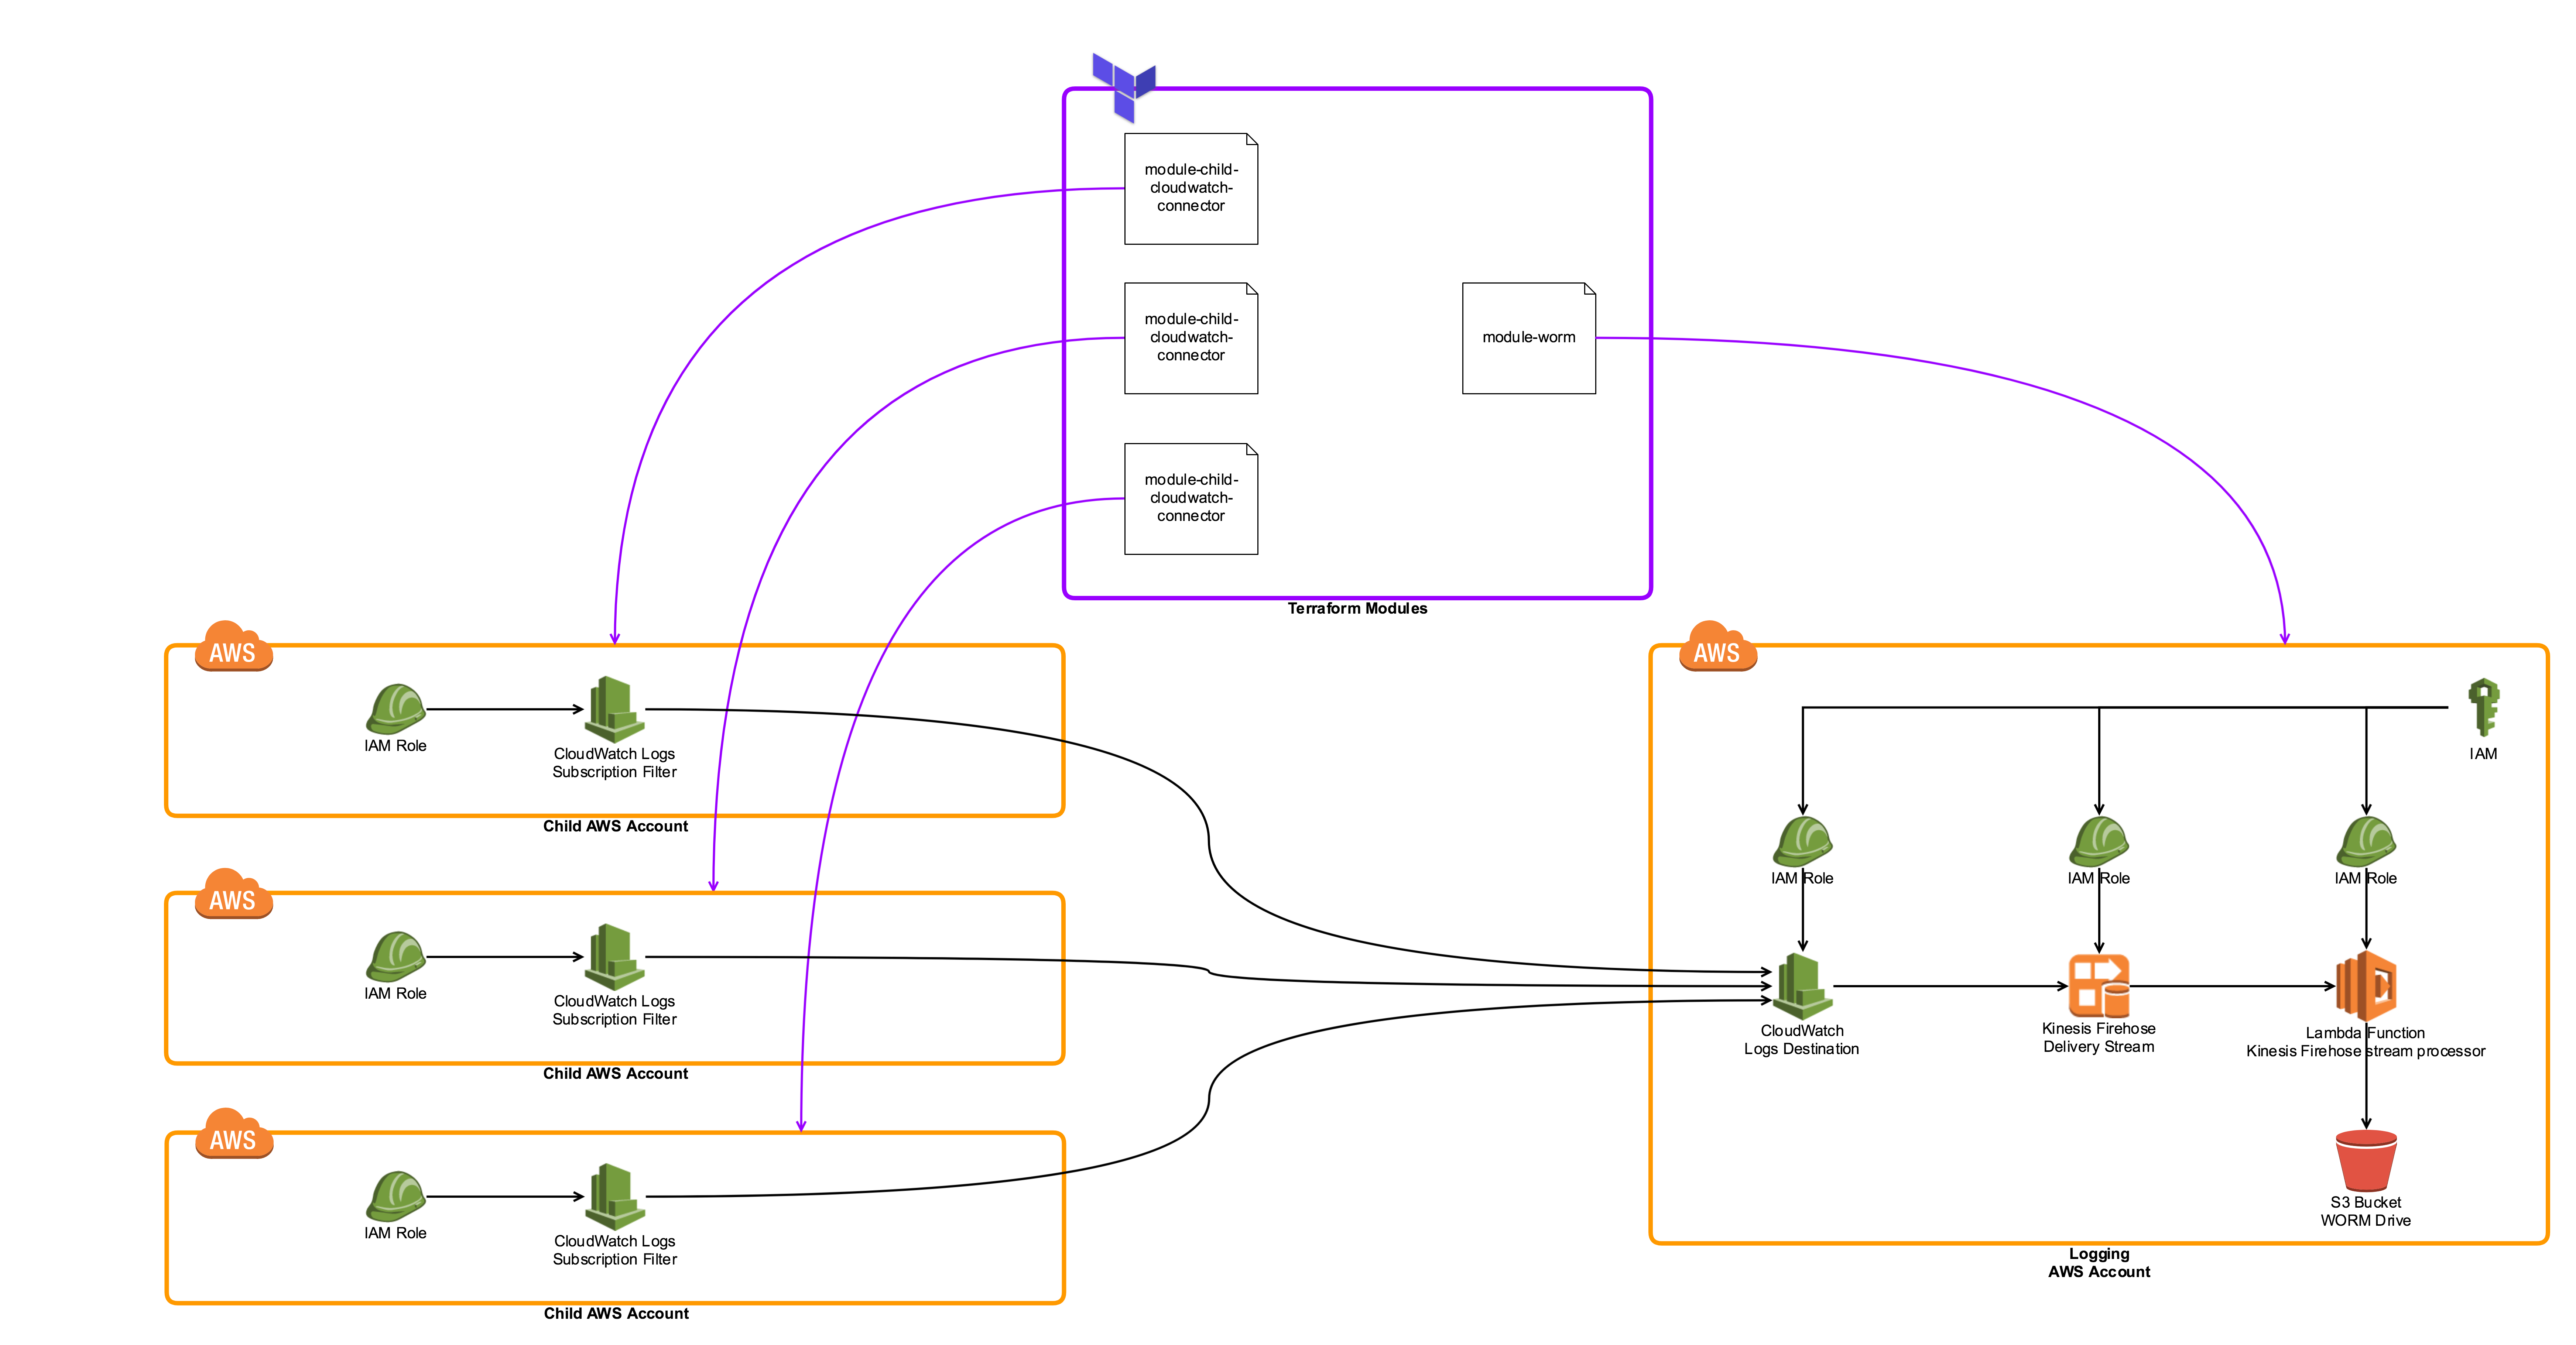 module-child-
cloudwatch-
connector
module-child-
cloudwatch-
connector
module-worm
module-child-
cloudwatch-
connector
Terraform Modules
AWS
IAM Role
CloudWatch Logs
Subscription Filter
Child AWS Account
AWS
IAM Role
CloudWatch Logs
Subscription Filter
Child AWS Account
AWS
IAM Role
CloudWatch Logs
Subscription Filter
Child AWS Account
AWS
IAM
IAM Role
IAM Role
IAM Role
CloudWatch
Logs Destination
Kinesis Firehose
Delivery Stream
Lambda Function
Kinesis Firehose stream processor
S3 Bucket
WORM Drive
Logging
AWS Account